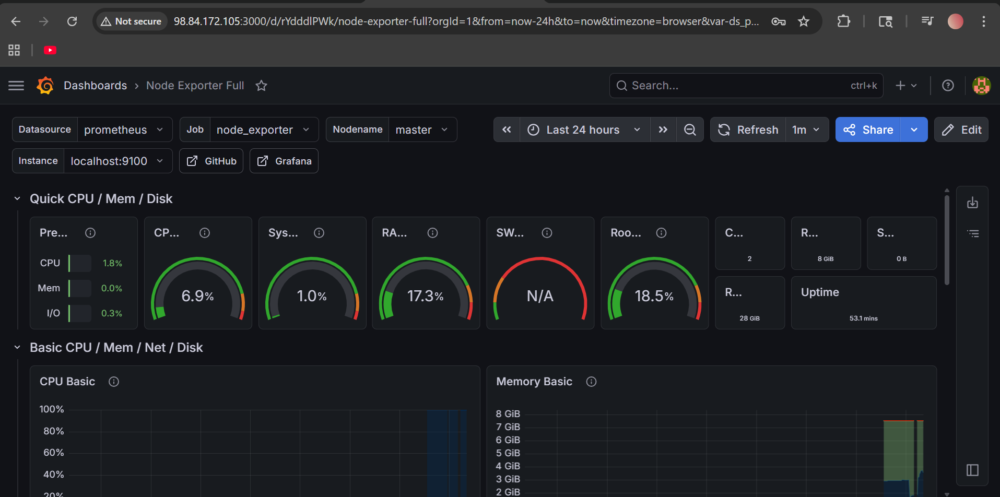 Not secure
98.84.172.105:3000/d/rYdddlPWk/node-exporter-full?orgId=1&from=now-24h&to=now&timezone=browser&var-ds_p...
Dashboards › Node Exporter Full
Search... ctrl+k
Datasource prometheus Job node_exporter Nodename master Last 24 hours Refresh 1m Share Edit
Instance localhost:9100 GitHub Grafana
Quick CPU / Mem / Disk
Pre... CP... Sys... RA... SW... Roo... C... R... S...
CPU 1.8%
2 8 GiB 0 B
Mem 0.0%
6.9% 1.0% 17.3% N/A 18.5%
R... Uptime
I/O 0.3%
28 GiB 53.1 mins
Basic CPU / Mem / Net / Disk
CPU Basic
100%
80%
60%
40%
20%
Memory Basic
8 GiB
7 GiB
6 GiB
5 GiB
4 GiB
3 GiB
2 GiB